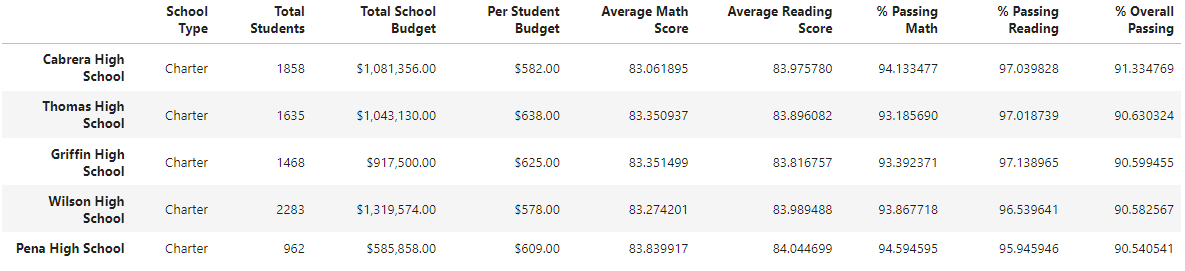 School Type Total Students Total School Budget Per Student Budget Average Math Score Average Reading Score % Passing Math % Passing Reading % Overall Passing
Cabrera High School Charter 1858 $1,081,356.00 $582.00 83.061895 83.975780 94.133477 97.039828 91.334769
Thomas High School Charter 1635 $1,043,130.00 $638.00 83.350937 83.896082 93.185690 97.018739 90.630324
Griffin High School Charter 1468 $917,500.00 $625.00 83.351499 83.816757 93.392371 97.138965 90.599455
Wilson High School Charter 2283 $1,319,574.00 $578.00 83.274201 83.989488 93.867718 96.539641 90.582567
Pena High School Charter 962 $585,858.00 $609.00 83.839917 84.044699 94.594595 95.945946 90.540541